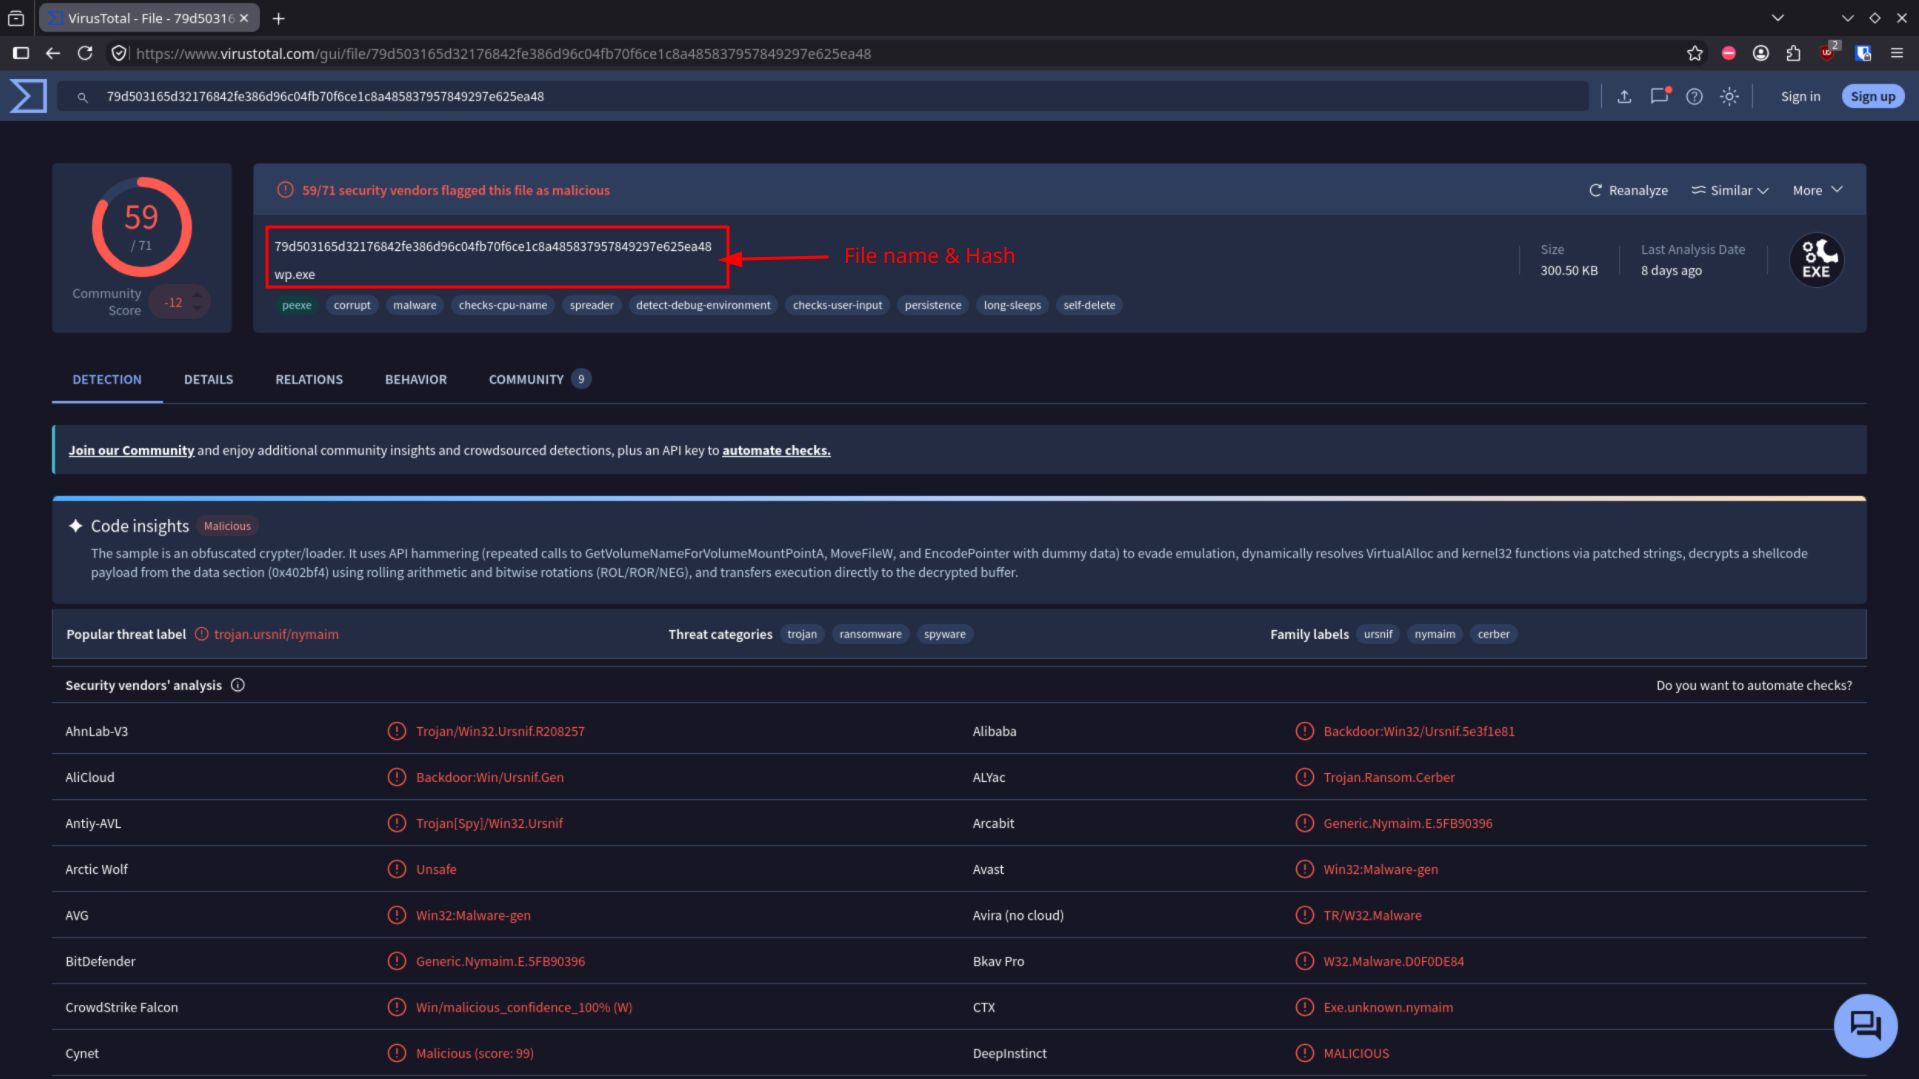 VirusTotal - File - 79d50316
https://www.virustotal.com/gui/file/79d503165d32176842fe386d96c04fb70f6ce1c8a485837957849297e625ea48
2
79d503165d32176842fe386d96c04fb70f6ce1c8a485837957849297e625ea48
Sign in
Sign up
59
/ 71
Community Score
-12
59/71 security vendors flagged this file as malicious
Reanalyze
Similar
More
79d503165d32176842fe386d96c04fb70f6ce1c8a485837957849297e625ea48
wp.exe
File name & Hash
Size
300.50 KB
Last Analysis Date
8 days ago
EXE
peexe corrupt malware checks-cpu-name spreader detect-debug-environment checks-user-input persistence long-sleeps self-delete
DETECTION DETAILS RELATIONS BEHAVIOR COMMUNITY 9
Join our Community and enjoy additional community insights and crowdsourced detections, plus an API key to automate checks.
Code insights Malicious
The sample is an obfuscated crypter/loader. It uses API hammering (repeated calls to GetVolumeNameForVolumeMountPointA, MoveFileW, and EncodePointer with dummy data) to evade emulation, dynamically resolves VirtualAlloc and kernel32 functions via patched strings, decrypts a shellcode
payload from the data section (0x402bf4) using rolling arithmetic and bitwise rotations (ROL/ROR/NEG), and transfers execution directly to the decrypted buffer.
Popular threat label trojan.ursnif/nymaim
Threat categories trojan ransomware spyware
Family labels ursnif nymaim cerber
Security vendors' analysis
Do you want to automate checks?
AhnLab-V3 Trojan/Win32.Ursnif.R208257 Alibaba Backdoor:Win32/Ursnif.5e3f1e81
AliCloud Backdoor:Win/Ursnif.Gen ALYac Trojan.Ransom.Cerber
Antiy-AVL Trojan[Spy]/Win32.Ursnif Arcabit Generic.Nymaim.E.5FB90396
Arctic Wolf Unsafe Avast Win32:Malware-gen
AVG Win32:Malware-gen Avira (no cloud) TR/W32.Malware
BitDefender Generic.Nymaim.E.5FB90396 Bkav Pro W32.Malware.D0F0DE84
CrowdStrike Falcon Win/malicious_confidence_100% (W) CTX Exe.unknown.nymaim
Cynet Malicious (score: 99) DeepInstinct MALICIOUS